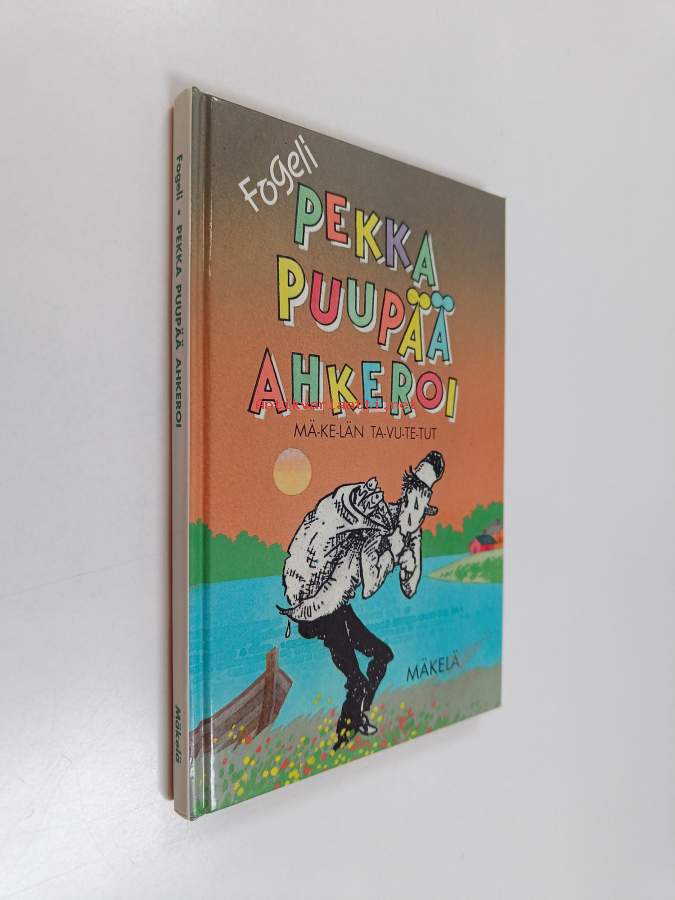 Fogeli
PEKKA
PUUPÄÄ
AHKEROI
MÄ-KE-LÄN TA-VU-TE-TUT
MÄKELÄ
Fogeli • PEKKA PUUPÄÄ AHKEROI
Mäkelä